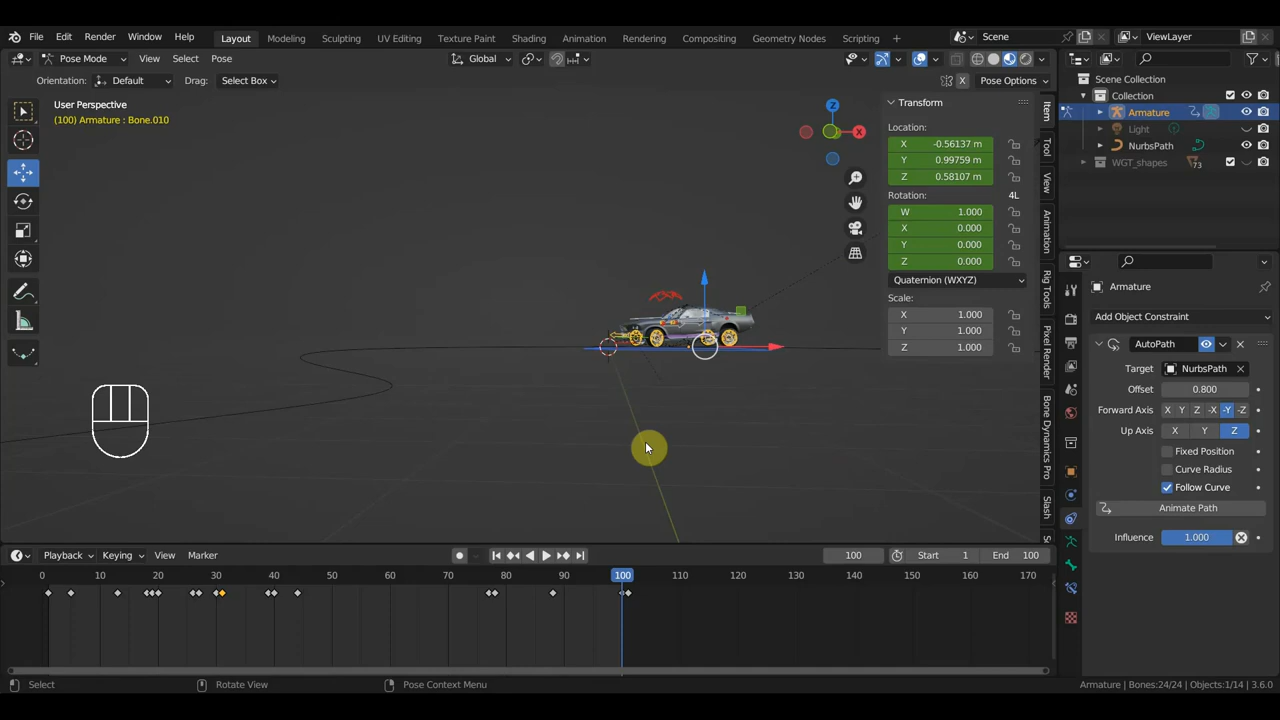 File Edit Render Window Help Layout Modeling Sculpting UV Editing Texture Paint Shading Animation Rendering Compositing Geometry Nodes Scripting + Scene ViewLayer
Pose Mode View Select Pose Global
Orientation: Default Drag: Select Box X Pose Options
User Perspective
(100) Armature : Bone.010
Z
X
Transform
Location:
X -0.56137 m
Y 0.99759 m
Z 0.58107 m
Rotation: 4L
W 1.000
X 0.000
Y 0.000
Z 0.000
Quaternion (WXYZ)
Scale:
X 1.000
Y 1.000
Z 1.000
Item
Tool
View
Animation
Rig Tools
Pixel Render
Bone Dynamics Pro
Slash
Scene Collection
Collection
Armature
Light
NurbsPath
WGT_shapes 73
Armature
Add Object Constraint
AutoPath
Target NurbsPath
Offset 0.800
Forward Axis X Y Z -X -Y -Z
Up Axis X Y Z
Fixed Position
Curve Radius
Follow Curve
Animate Path
Influence 1.000
Playback Keying View Marker 100 Start 1 End 100
0 10 20 30 40 50 60 70 80 90 100 110 120 130 140 150 160 170
Select Rotate View Pose Context Menu Armature | Bones:24/24 | Objects:1/14 | 3.6.0